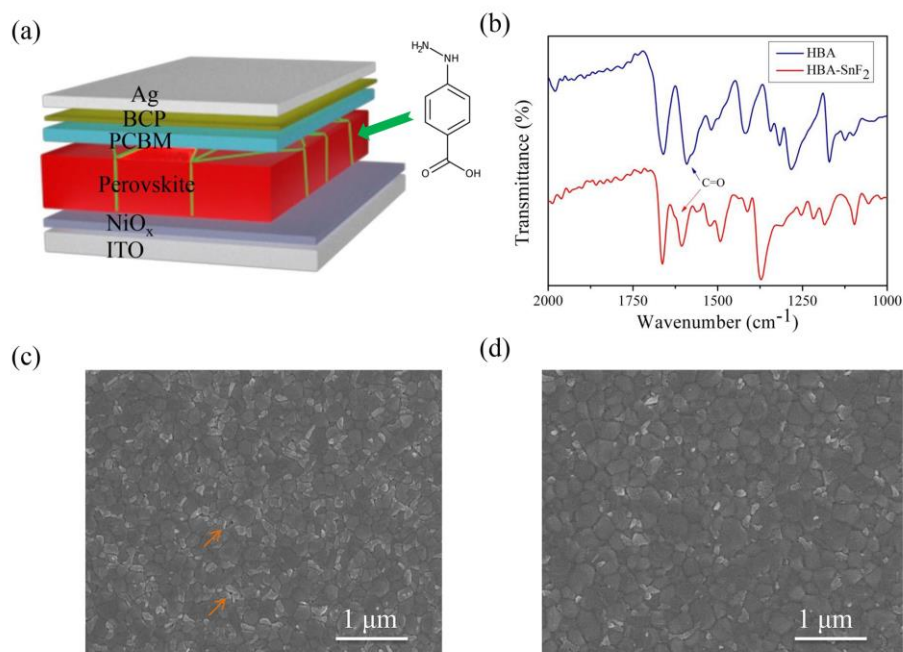 (a)
Ag
BCP
PCBM
Perovskite
NiOₓ
ITO
H₂N
NH
O
OH
(b)
HBA
HBA-SnF₂
C=O
Transmittance (%)
2000 1750 1500 1250 1000
Wavenumber (cm⁻¹)
(c)
1 μm
(d)
1 μm